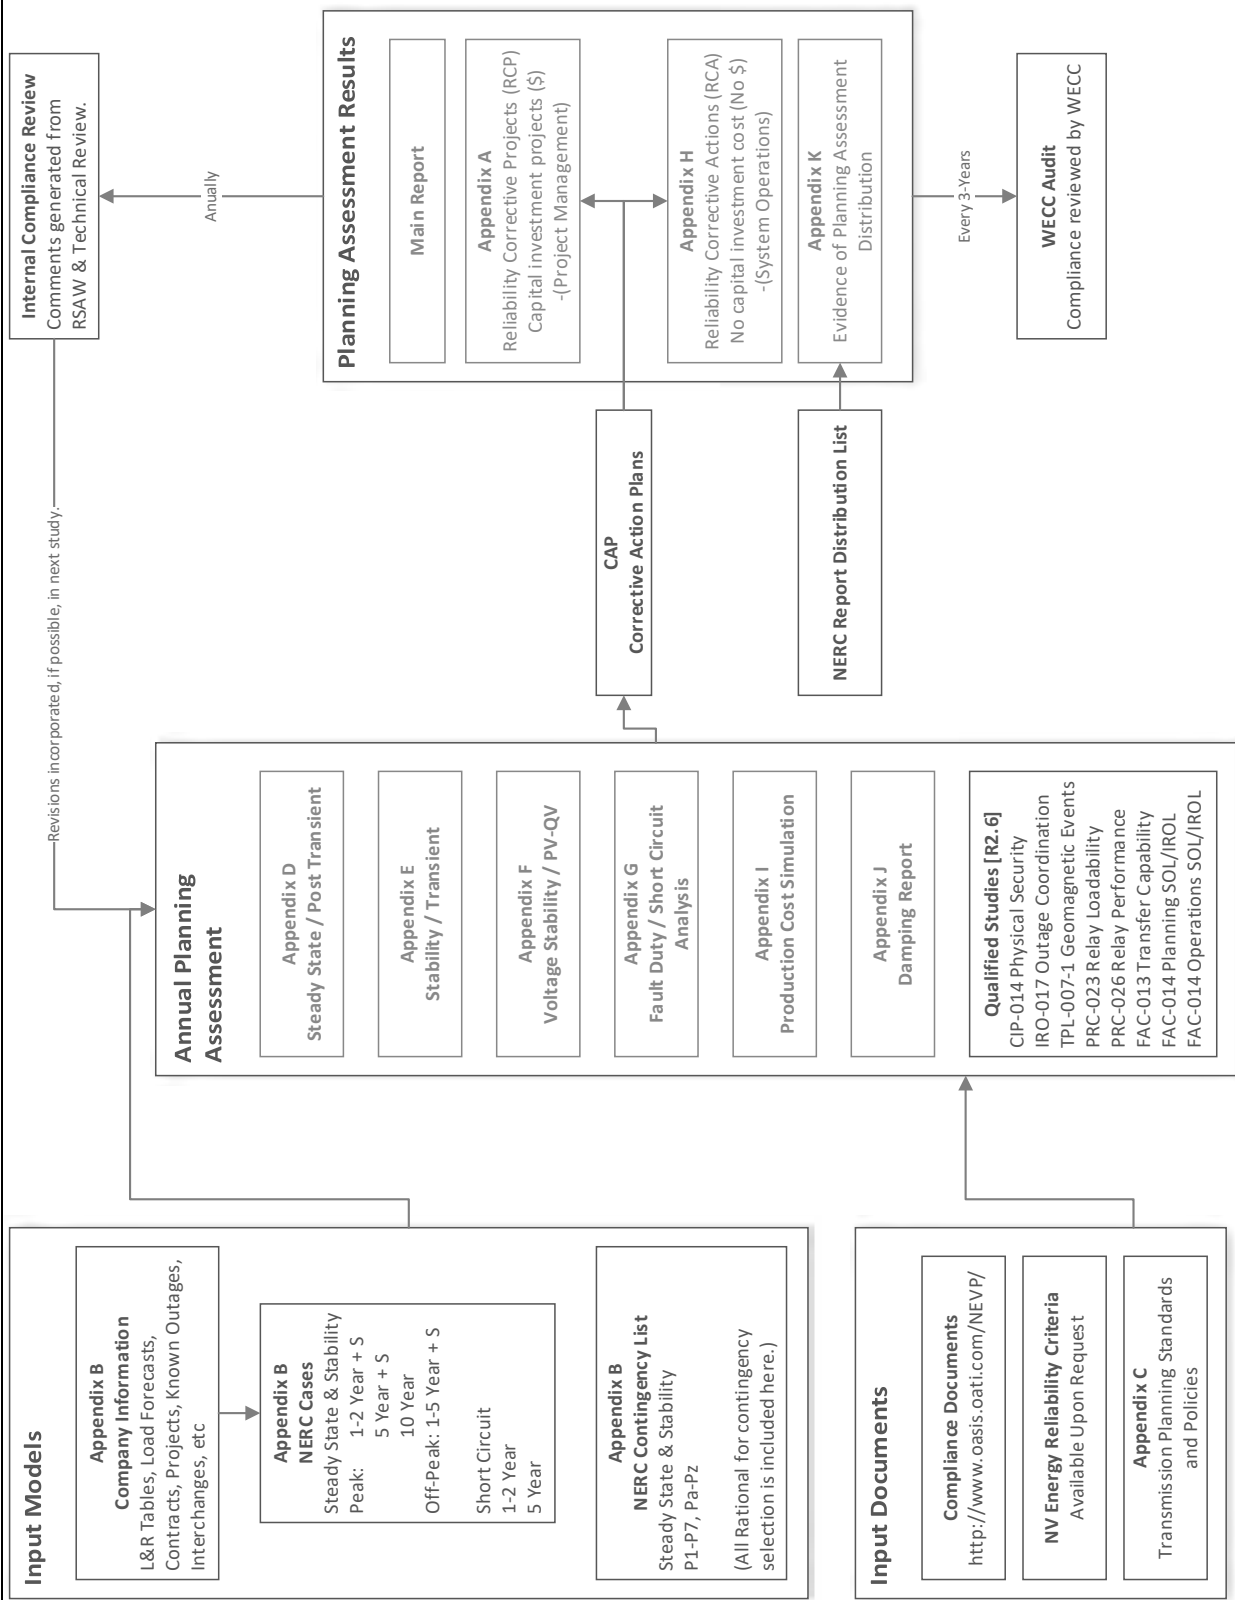 Input Models
Appendix B
Company Information
L&R Tables, Load Forecasts,
Contracts, Projects, Known Outages,
Interchanges, etc
Appendix B
NERC Cases
Steady State & Stability
Peak: 1-2 Year + S
5 Year + S
10 Year
Off-Peak: 1-5 Year + S
Short Circuit
1-2 Year
5 Year
Appendix B
NERC Contingency List
Steady State & Stability
P1-P7, Pa-Pz
(All Rational for contingency
selection is included here.)
Input Documents
Compliance Documents
http://www.oasis.oati.com/NEVP/
NV Energy Reliability Criteria
Available Upon Request
Appendix C
Transmission Planning Standards
and Policies
Revisions incorporated, if possible, in next study.
Annual Planning
Assessment
Appendix D
Steady State / Post Transient
Appendix E
Stability / Transient
Appendix F
Voltage Stability / PV-QV
Appendix G
Fault Duty / Short Circuit
Analysis
Appendix I
Production Cost Simulation
Appendix J
Damping Report
Qualified Studies [R2.6]
CIP-014 Physical Security
IRO-017 Outage Coordination
TPL-007-1 Geomagnetic Events
PRC-023 Relay Loadability
PRC-026 Relay Performance
FAC-013 Transfer Capability
FAC-014 Planning SOL/IROL
FAC-014 Operations SOL/IROL
CAP
Corrective Action Plans
NERC Report Distribution List
Internal Compliance Review
Comments generated from
RSAW & Technical Review.
Anually
Planning Assessment Results
Main Report
Appendix A
Reliability Corrective Projects (RCP)
Capital investment projects ($)
-(Project Management)
Appendix H
Reliability Corrective Actions (RCA)
No capital investment cost (No $)
-(System Operations)
Appendix K
Evidence of Planning Assessment
Distribution
Every 3-Years
WECC Audit
Compliance reviewed by WECC